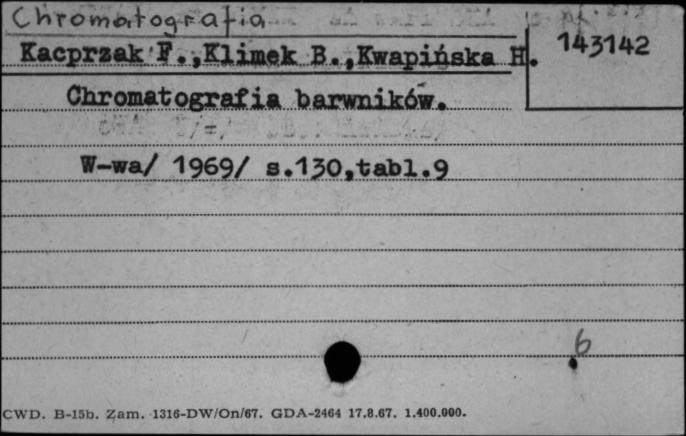 Chromatografia
Kacprzak F.,Klimek B.,Kwapińska H.
143142
Chromatografia barwników.
W-wa/ 1969/ s.130,tabl.9
6
CWD. B-15b. Zam. 1316-DW/On/67. GDA-2464 17.8.67. 1.400.000.